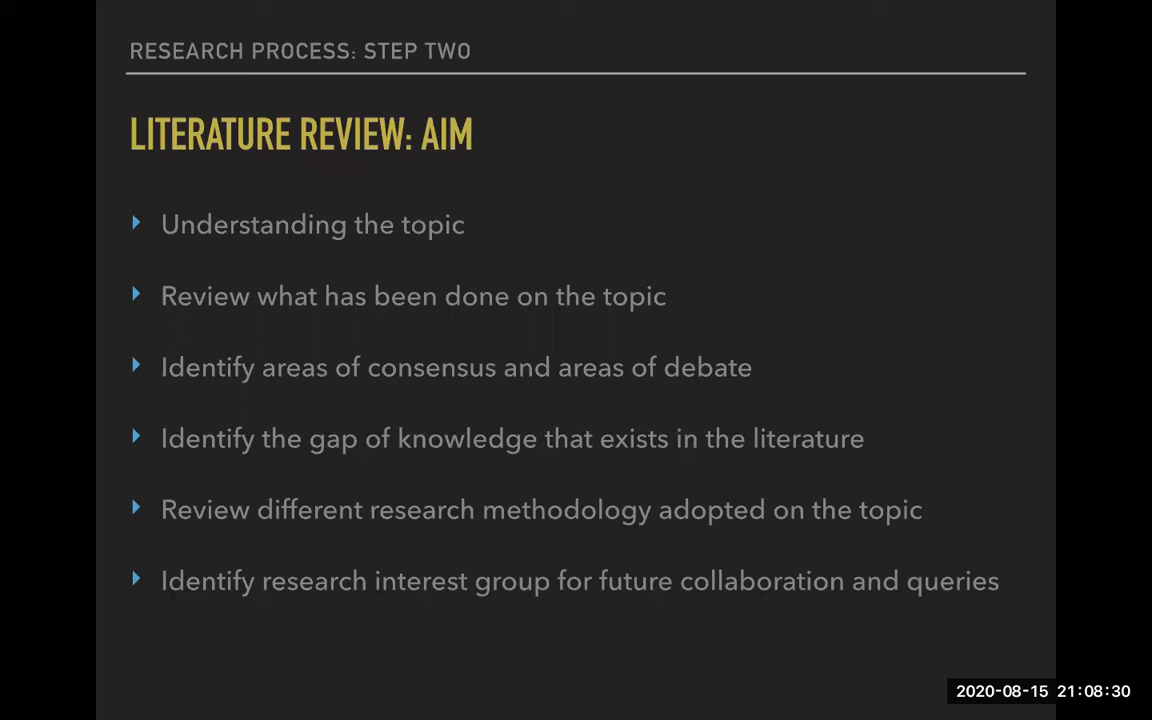 RESEARCH PROCESS: STEP TWO
LITERATURE REVIEW: AIM
Understanding the topic
Review what has been done on the topic
Identify areas of consensus and areas of debate
Identify the gap of knowledge that exists in the literature
Review different research methodology adopted on the topic
Identify research interest group for future collaboration and queries
2020-08-15 21:08:30